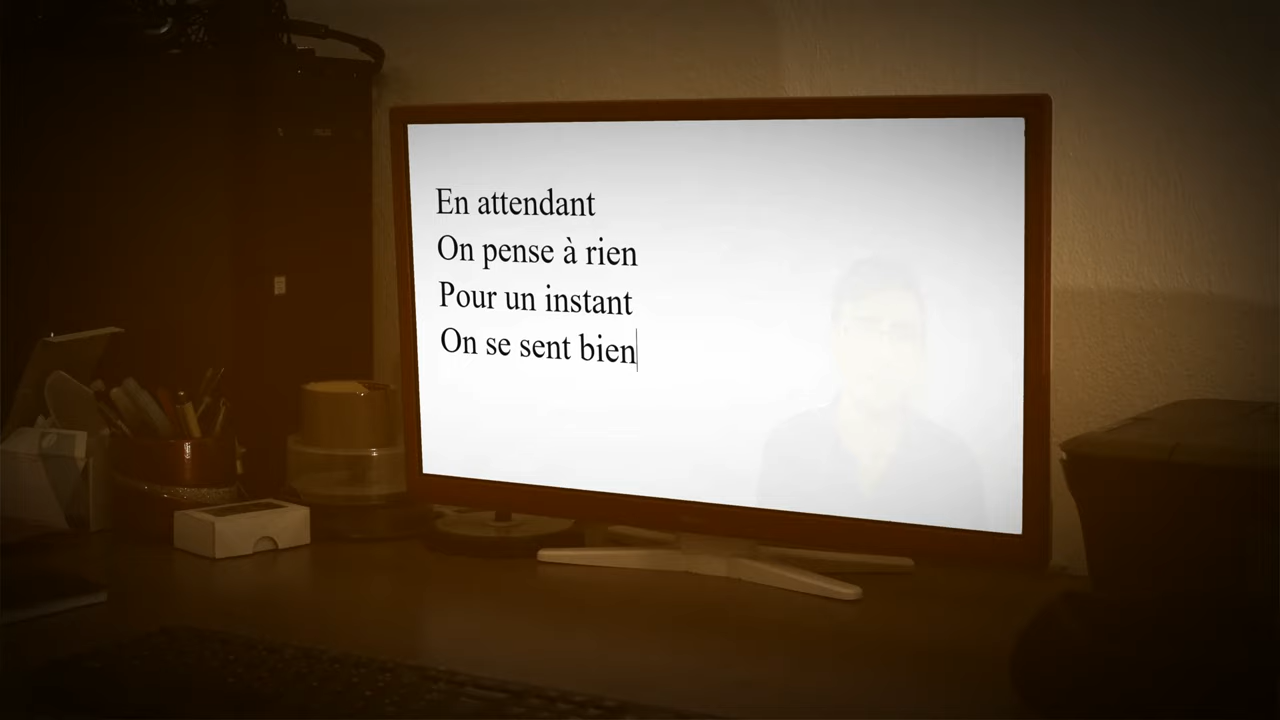 En attendant
On pense à rien
Pour un instant
On se sent bien